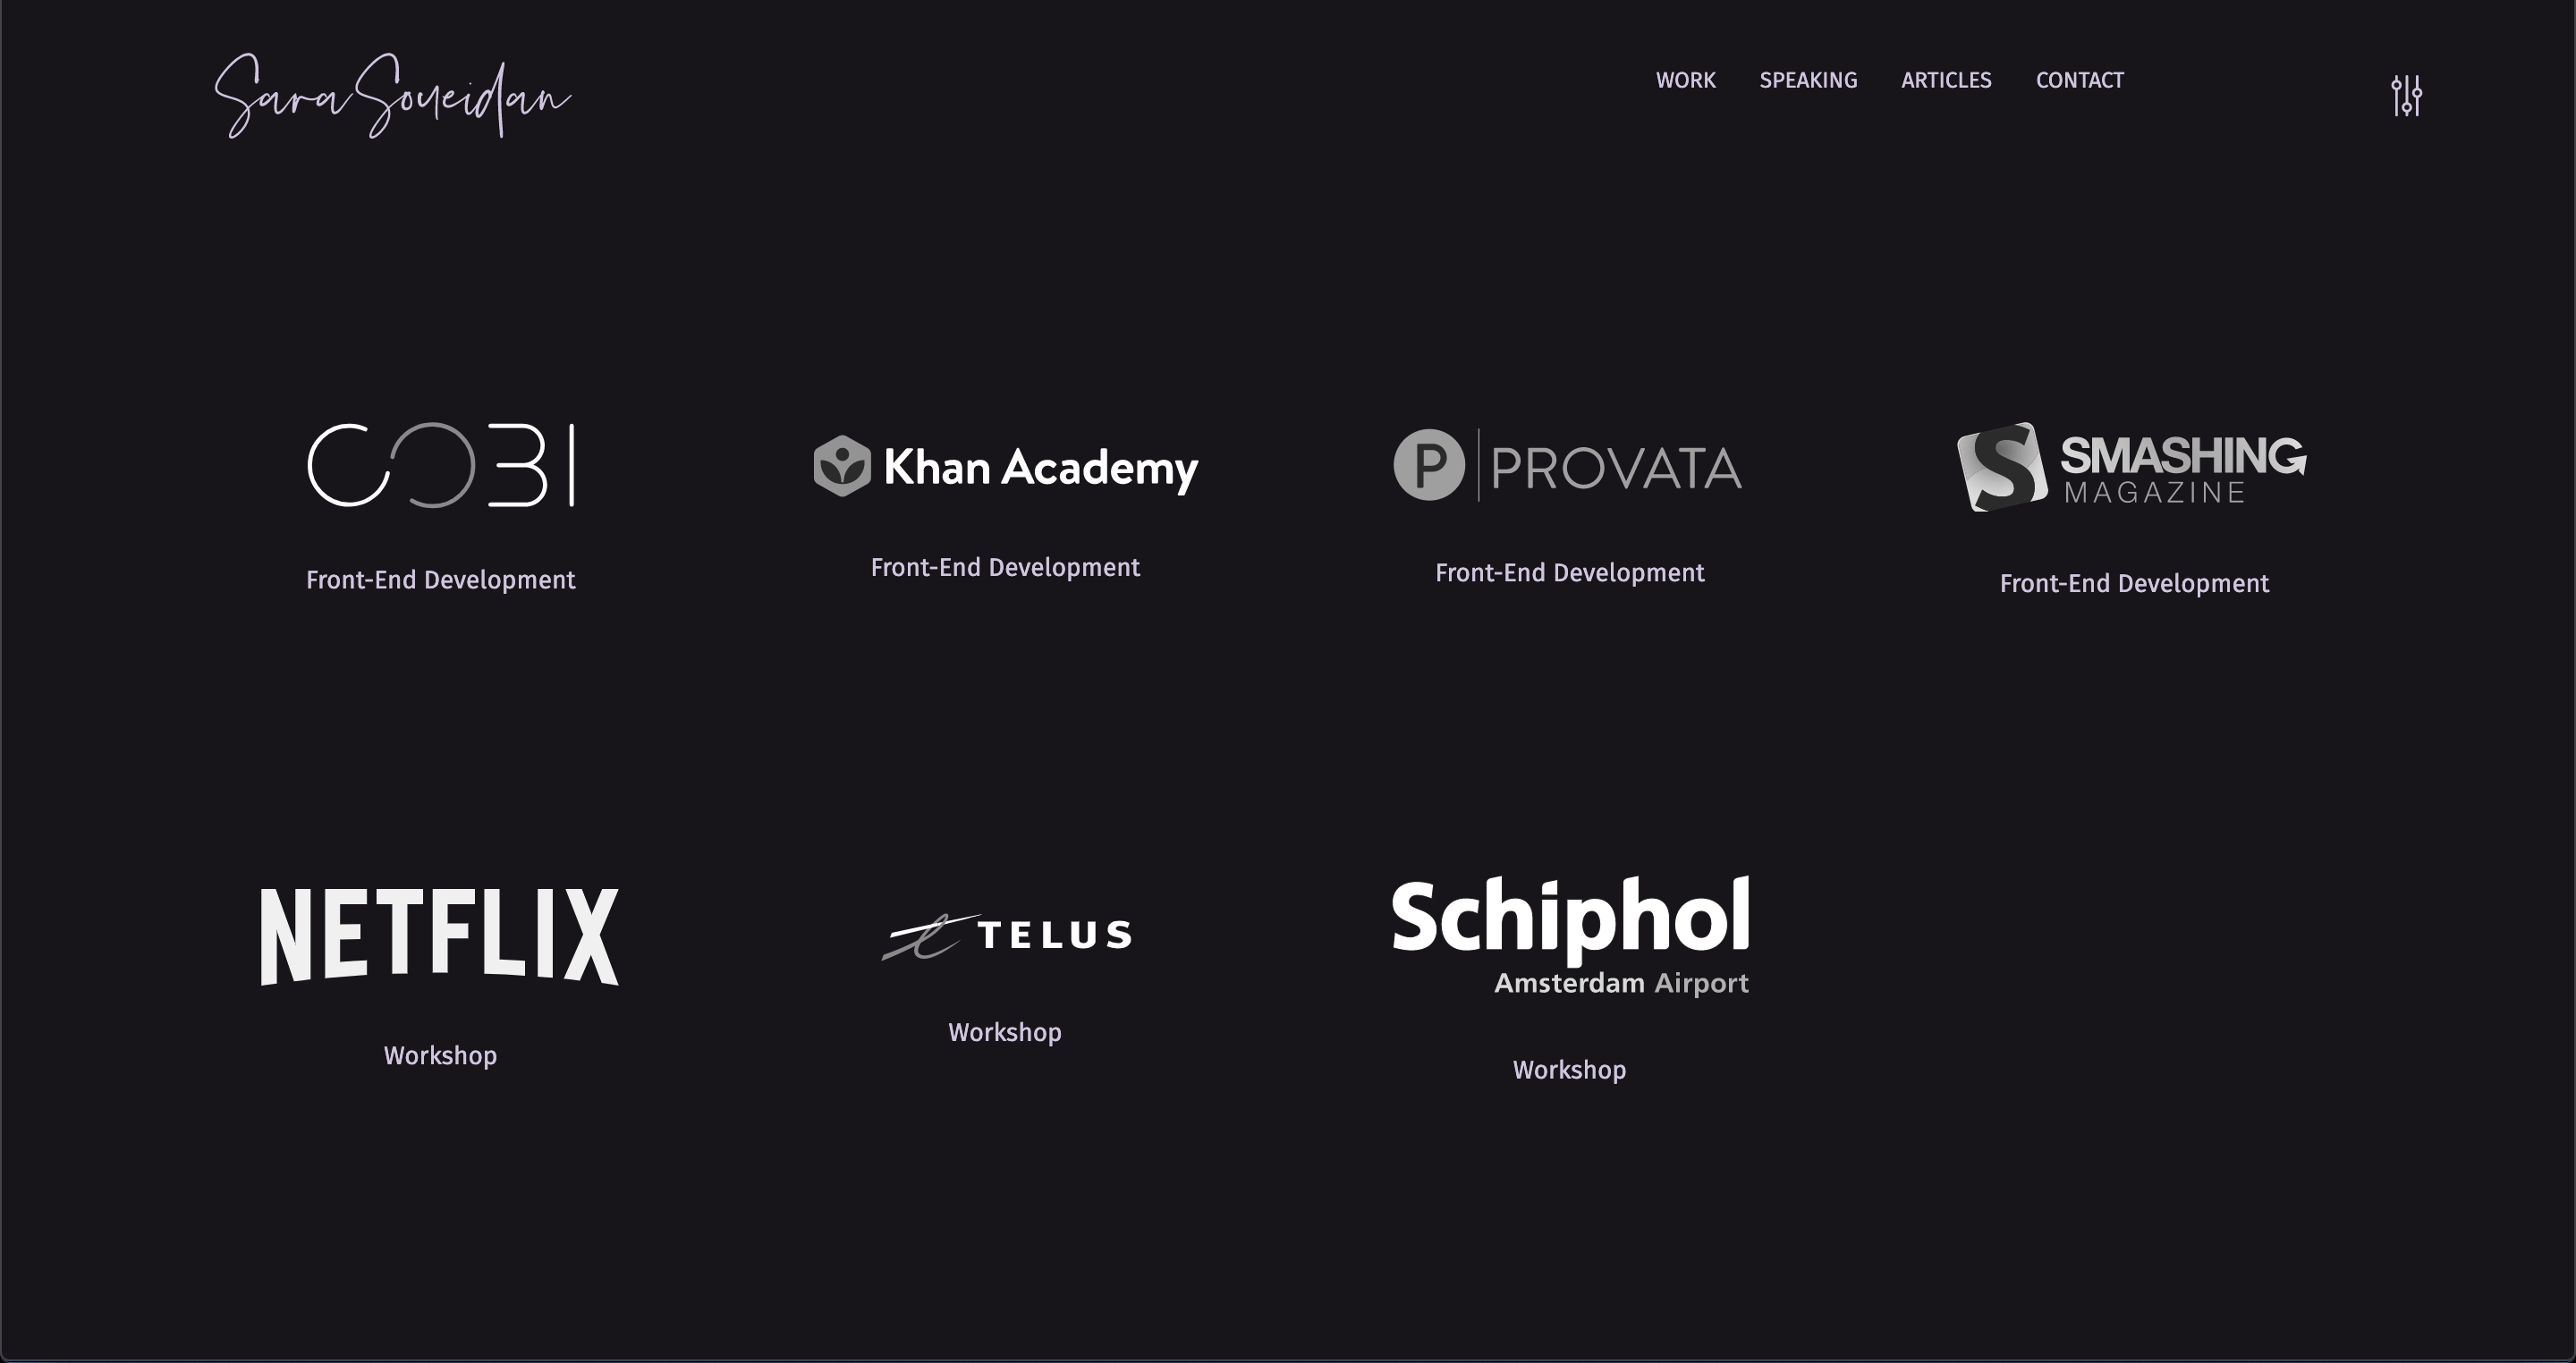 Sara Soueidan
WORK SPEAKING ARTICLES CONTACT
COBI
Khan Academy
P PROVATA
S SMASHING
MAGAZINE
Front-End Development
Front-End Development
Front-End Development
Front-End Development
NETFLIX
TELUS
Schiphol
Amsterdam Airport
Workshop
Workshop
Workshop